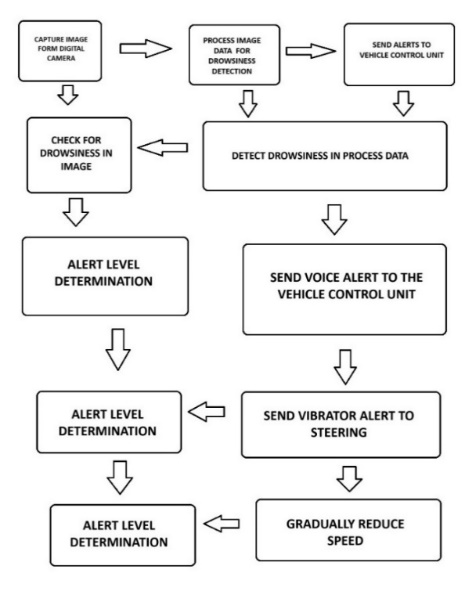 CAPTURE IMAGE
FORM DIGITAL
CAMERA
PROCESS IMAGE
DATA FOR
DROWSINESS
DETECTION
SEND ALERTS TO
VEHICLE CONTROL UNIT
CHECK FOR
DROWSINESS IN
IMAGE
DETECT DROWSINESS IN PROCESS DATA
ALERT LEVEL
DETERMINATION
SEND VOICE ALERT TO THE
VEHICLE CONTROL UNIT
ALERT LEVEL
DETERMINATION
SEND VIBRATOR ALERT TO
STEERING
ALERT LEVEL
DETERMINATION
GRADUALLY REDUCE
SPEED